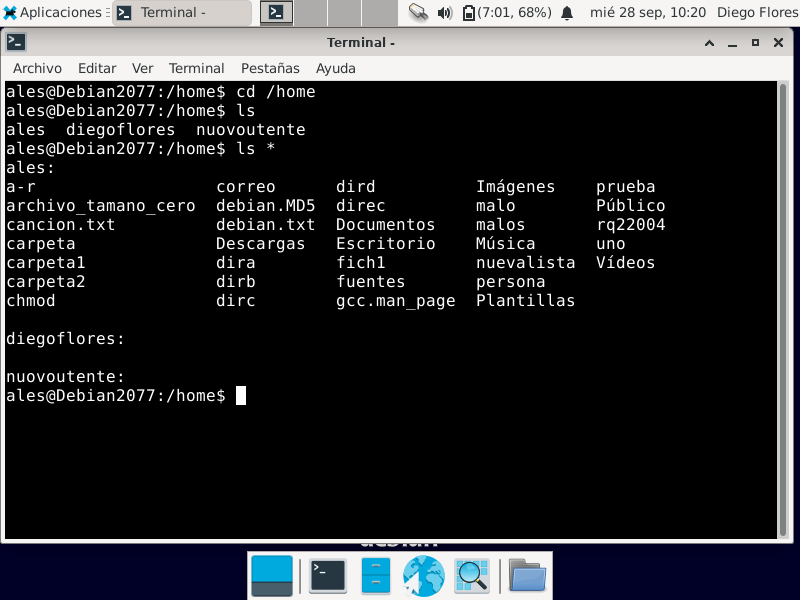 Aplicaciones
Terminal -
(7:01, 68%)
mié 28 sep, 10:20
Diego Flores
Terminal -
Archivo Editar Ver Terminal Pestañas Ayuda
ales@Debian2077:/home$ cd /home
ales@Debian2077:/home$ ls
ales diegoflores nuovoutente
ales@Debian2077:/home$ ls *
ales:
a-r correo dird Imágenes prueba
archivo_tamano_cero debian.MD5 direc malo Público
cancion.txt debian.txt Documentos malos rq22004
carpeta Descargas Escritorio Música uno
carpeta1 dira fich1 nuevalista Vídeos
carpeta2 dirb fuentes persona
chmod dirc gcc.man_page Plantillas
diegoflores:
nuovoutente:
ales@Debian2077:/home$